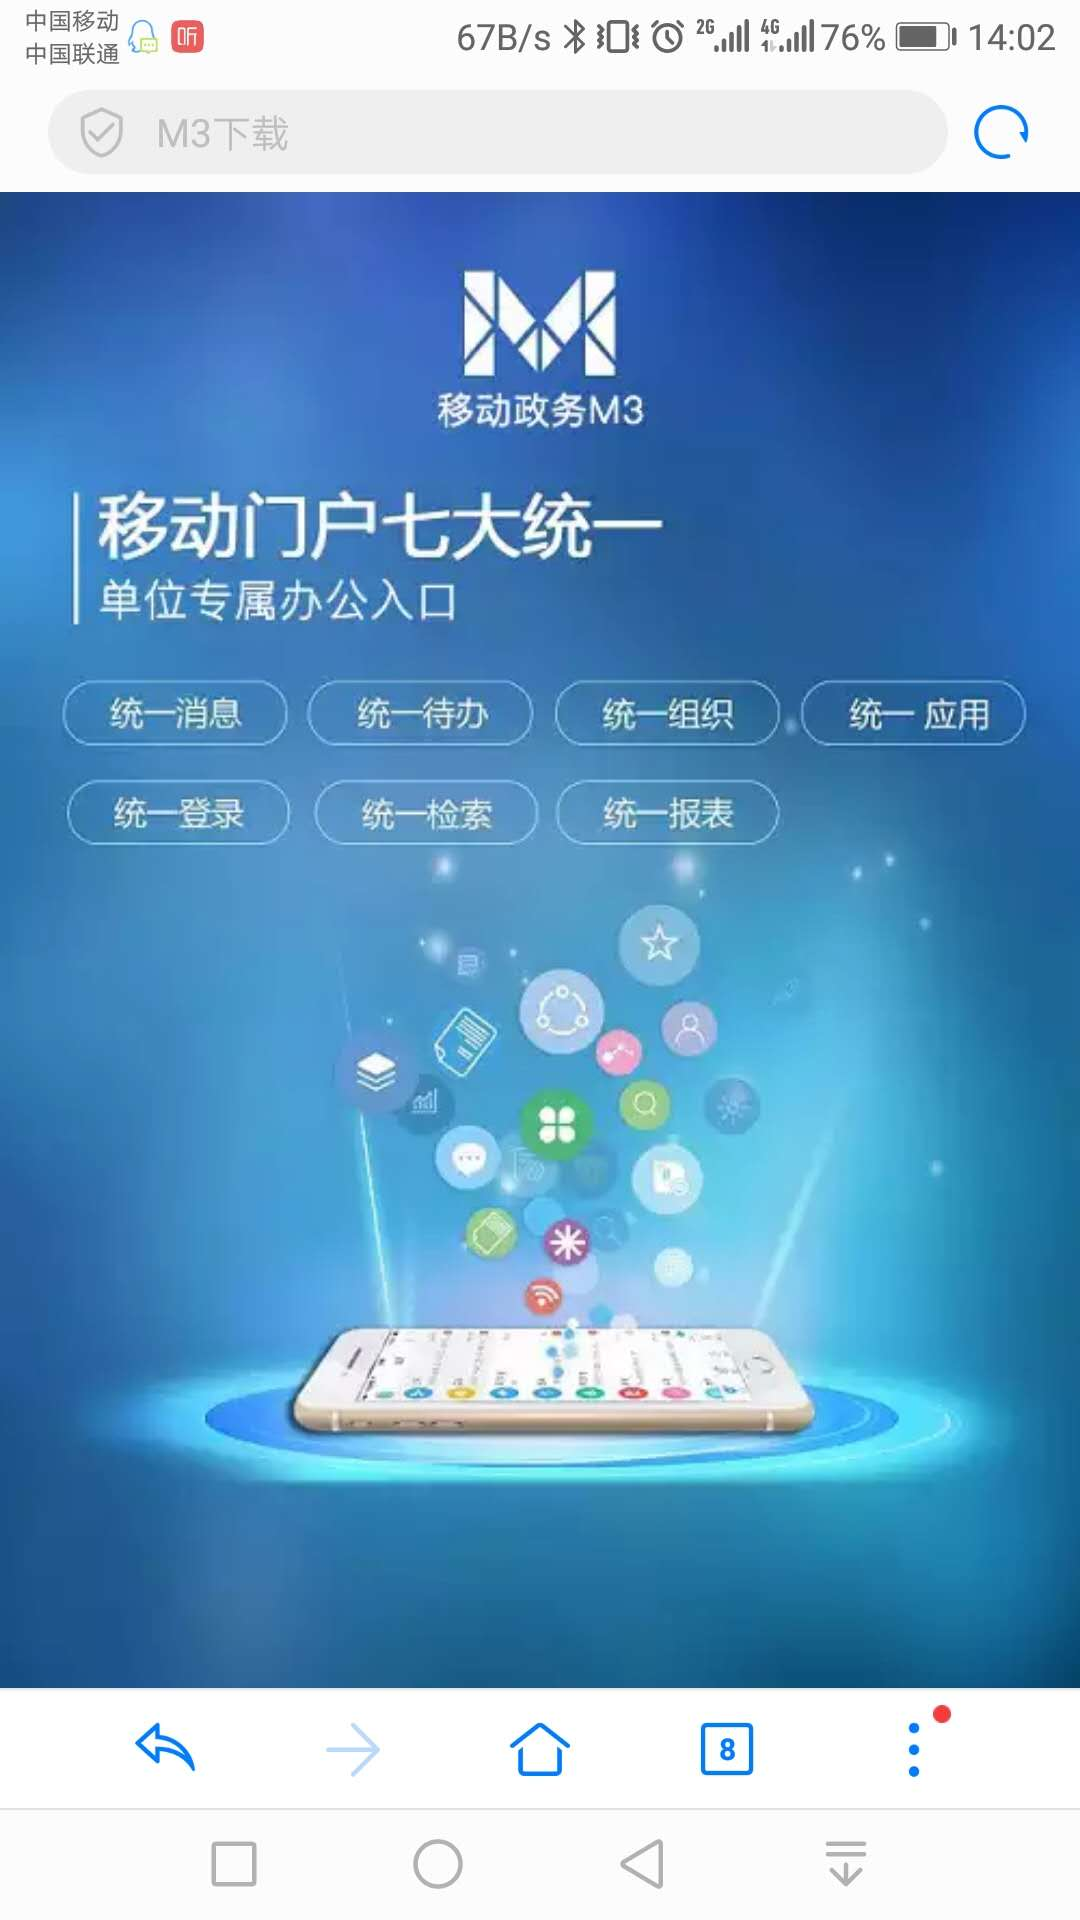 中国移动
中国联通
听
67B/s 2G 4G 76% 14:02
M3下载
移动政务M3
移动门户七大统一
单位专属办公入口
统一消息 统一待办 统一组织 统一 应用
统一登录 统一检索 统一报表
8